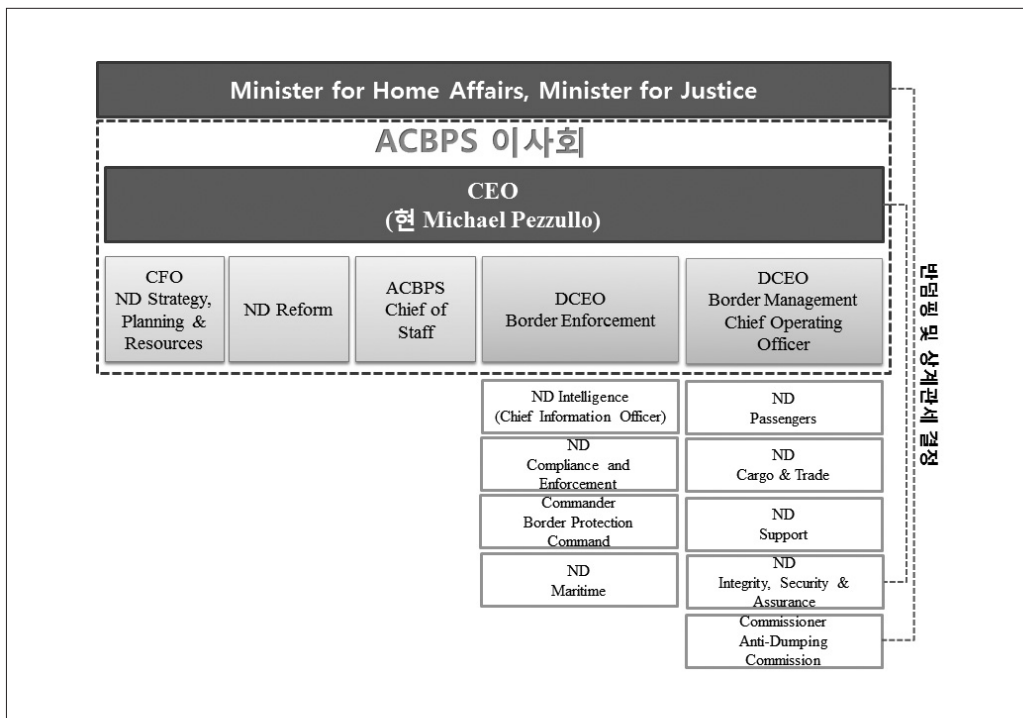 Minister for Home Affairs, Minister for Justice
ACBPS 이사회
CEO
(현 Michael Pezzullo)
CFO
ND Strategy,
Planning &
Resources
ND Reform
ACBPS
Chief of
Staff
DCEO
Border Enforcement
DCEO
Border Management
Chief Operating
Officer
ND Intelligence
(Chief Information Officer)
ND
Compliance and
Enforcement
Commander
Border Protection
Command
ND
Maritime
ND
Passengers
ND
Cargo & Trade
ND
Support
ND
Integrity, Security &
Assurance
Commissioner
Anti-Dumping
Commission
반덤핑 및 상계관세 결정